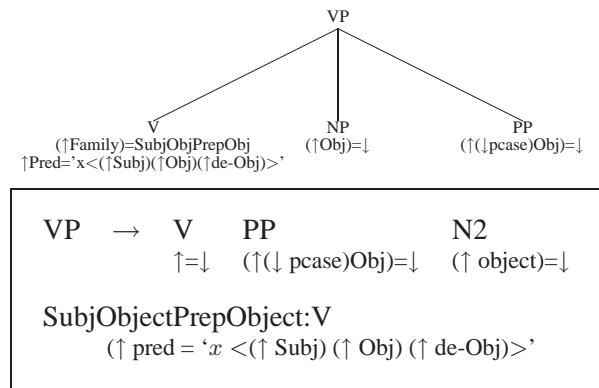 VP
V NP PP
(↑Family)=SubjObjPrepObj (↑Obj)=↓ (↑(↓pcase)Obj)=↓
↑Pred='x<(↑Subj)(↑Obj)(↑de-Obj)>'
VP → V PP N2
↑=↓ (↑(↓ pcase)Obj)=↓ (↑ object)=↓
SubjObjectPrepObject:V
(↑ pred = ‘x <(↑ Subj) (↑ Obj) (↑ de-Obj)>’